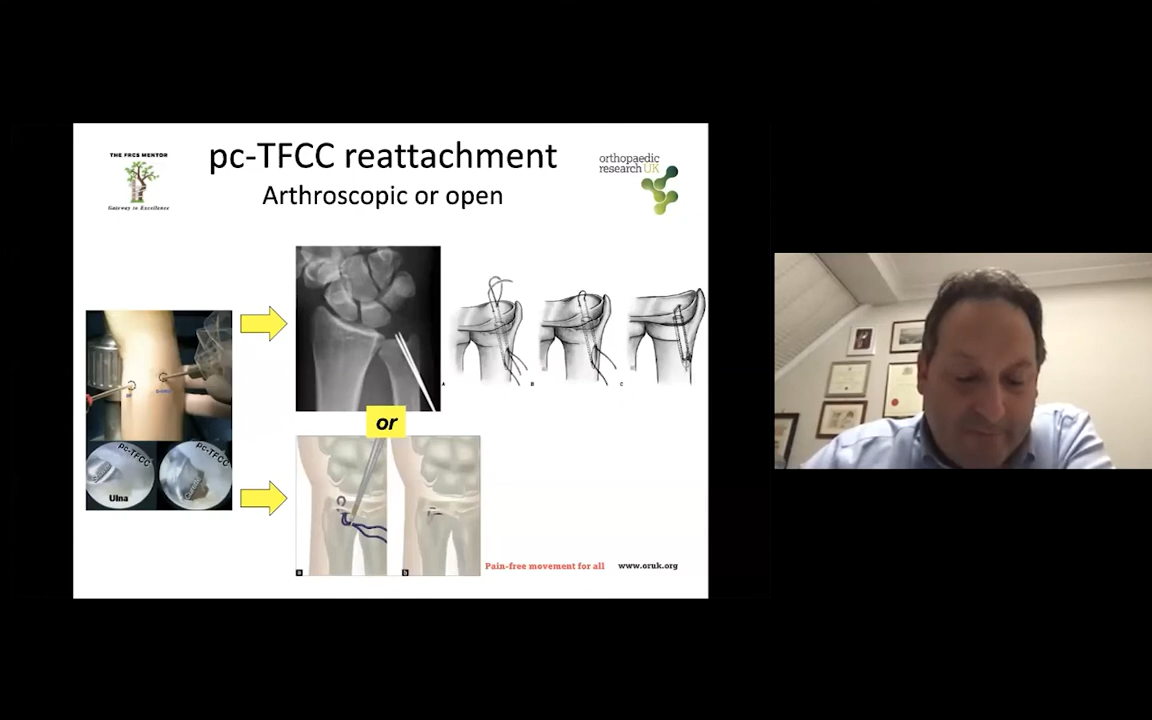 THE FRCS MENTOR
Gateway to Excellence
pc-TFCC reattachment
Arthroscopic or open
orthopaedic
research UK
pc-TFCC
pc-TFCC
Ulna
or
A
B
C
a
b
Pain-free movement for all
www.oruk.org